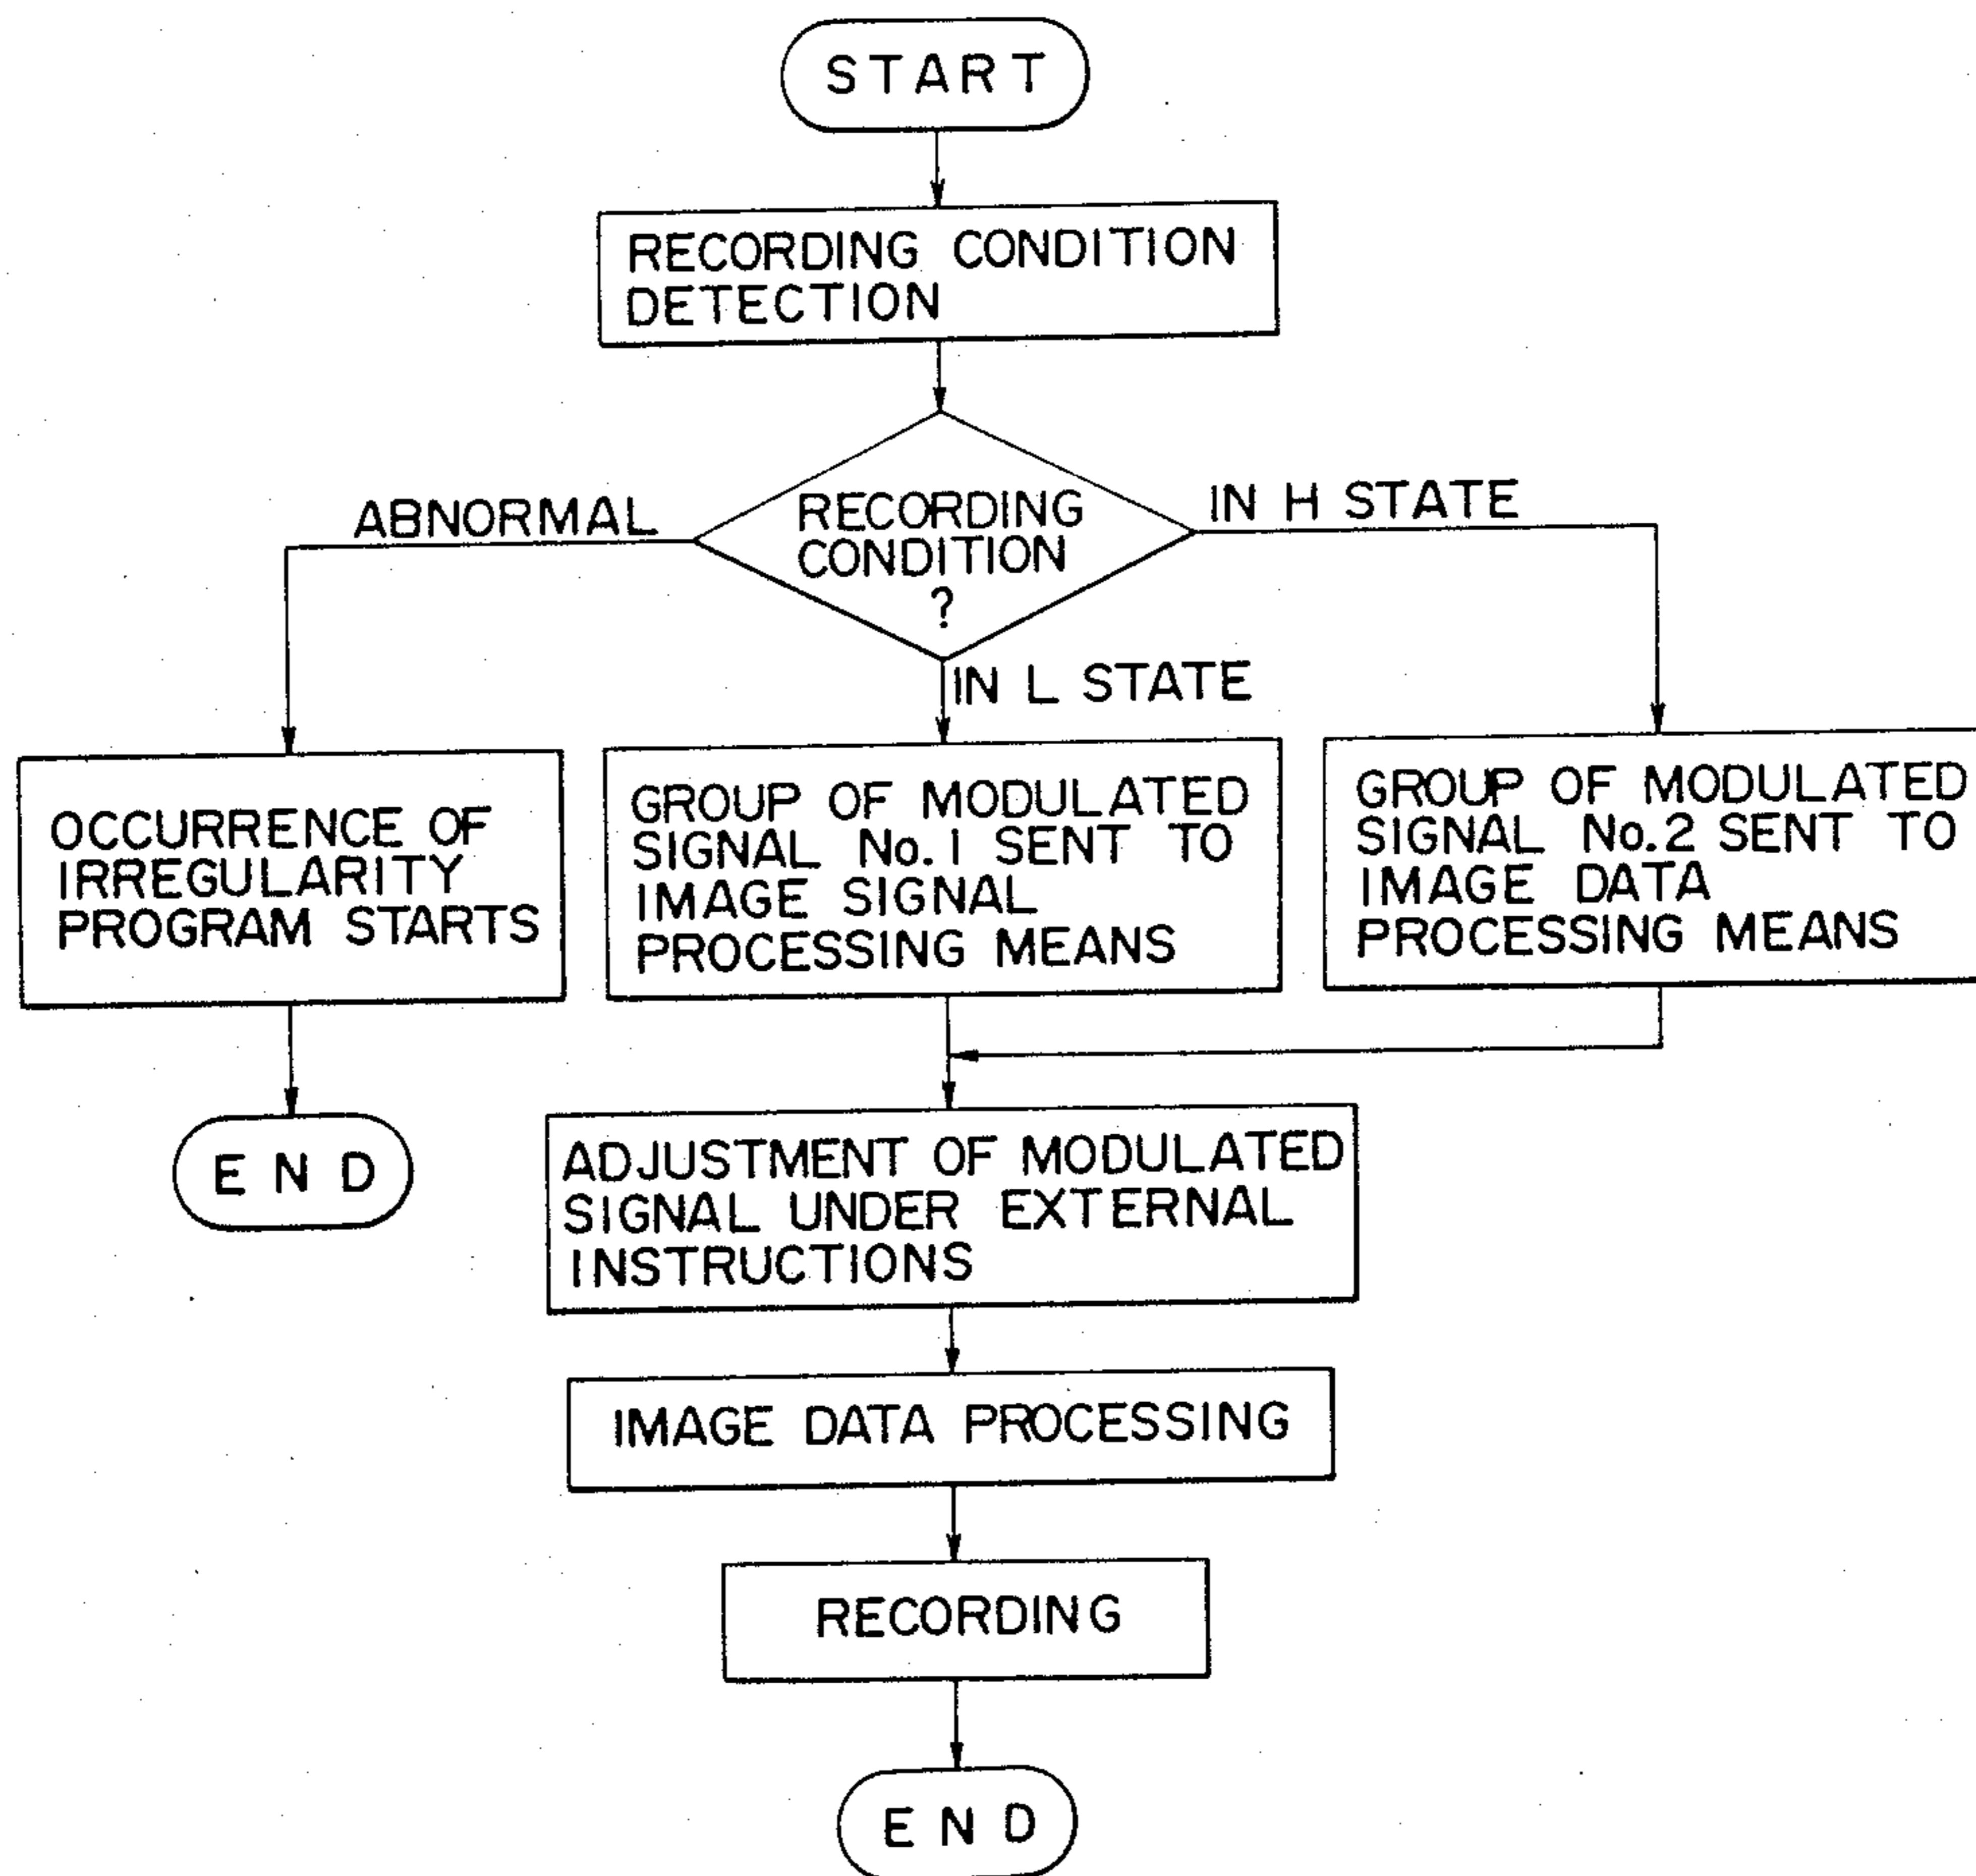 START
RECORDING CONDITION
DETECTION
ABNORMAL
RECORDING
CONDITION
?
IN H STATE
IN L STATE
OCCURRENCE OF
IRREGULARITY
PROGRAM STARTS
GROUP OF MODULATED
SIGNAL No. 1 SENT TO
IMAGE SIGNAL
PROCESSING MEANS
GROUP OF MODULATED
SIGNAL No. 2 SENT TO
IMAGE DATA
PROCESSING MEANS
END
ADJUSTMENT OF MODULATED
SIGNAL UNDER EXTERNAL
INSTRUCTIONS
IMAGE DATA PROCESSING
RECORDING
END